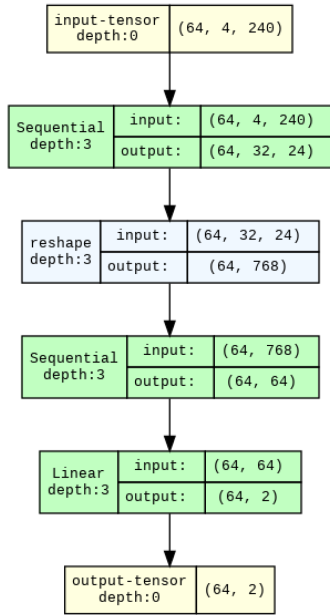 input-tensor
depth:0
(64, 4, 240)
Sequential
depth:3
input:
(64, 4, 240)
output:
(64, 32, 24)
reshape
depth:3
input:
(64, 32, 24)
output:
(64, 768)
Sequential
depth:3
input:
(64, 768)
output:
(64, 64)
Linear
depth:3
input:
(64, 64)
output:
(64, 2)
output-tensor
depth:0
(64, 2)